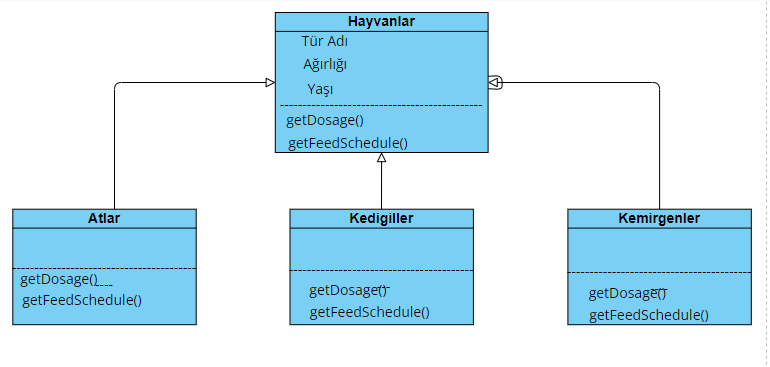 Hayvanlar
Tür Adı
Ağırlığı
Yaşı
getDosage()
getFeedSchedule()
Atlar
getDosage()
getFeedSchedule()
Kedigiller
getDosage()
getFeedSchedule()
Kemirgenler
getDosage()
getFeedSchedule()